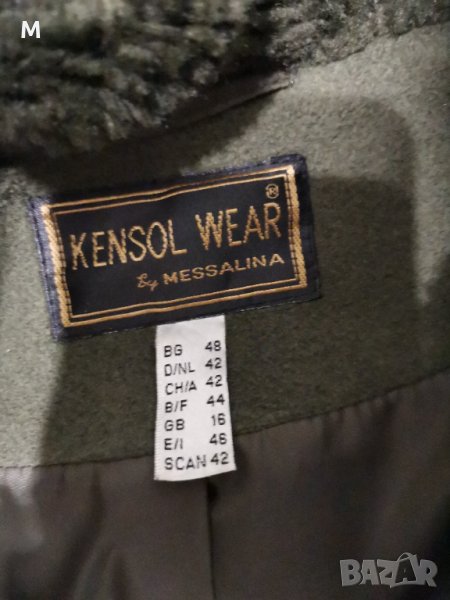 M
KENSOL WEAR ®
By MESSALINA
BG 48
D/NL 42
CH/A 42
B/F 44
GB 16
E/I 46
SCAN 42
BAZAR